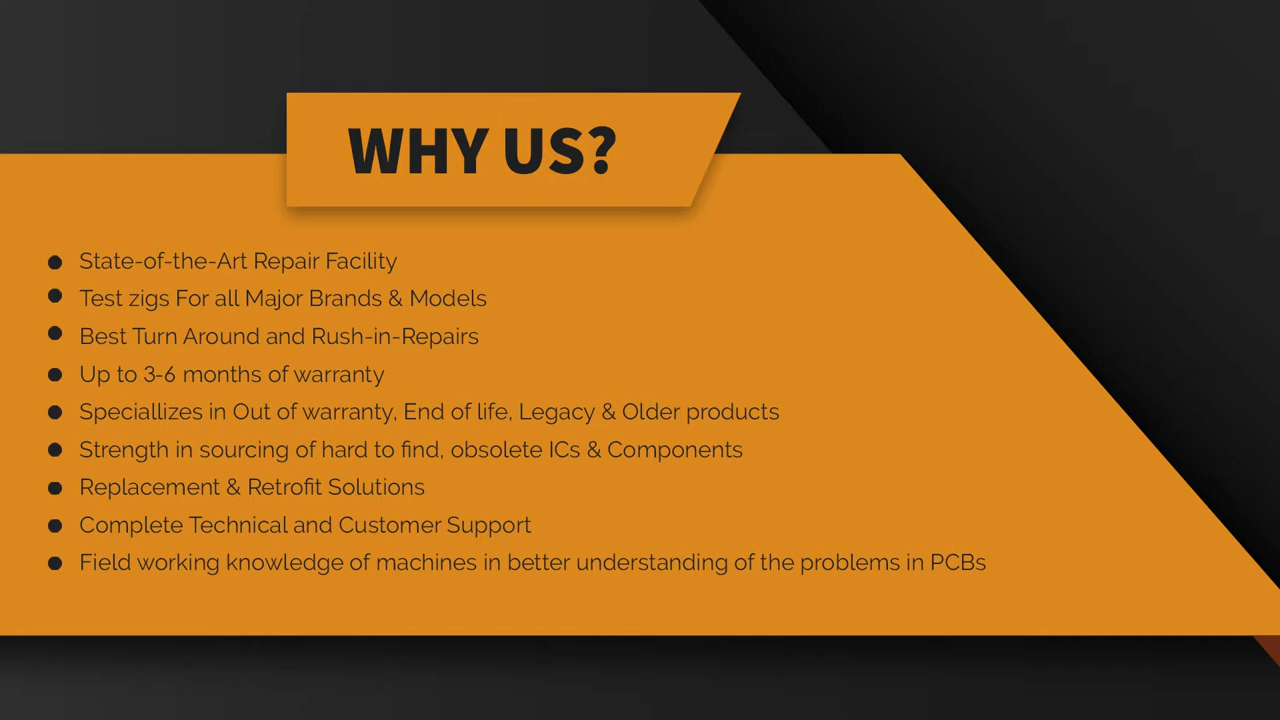 WHY US?
State-of-the-Art Repair Facility
Test zigs For all Major Brands & Models
Best Turn Around and Rush-in-Repairs
Up to 3-6 months of warranty
Speciallizes in Out of warranty, End of life, Legacy & Older products
Strength in sourcing of hard to find, obsolete ICs & Components
Replacement & Retrofit Solutions
Complete Technical and Customer Support
Field working knowledge of machines in better understanding of the problems in PCBs